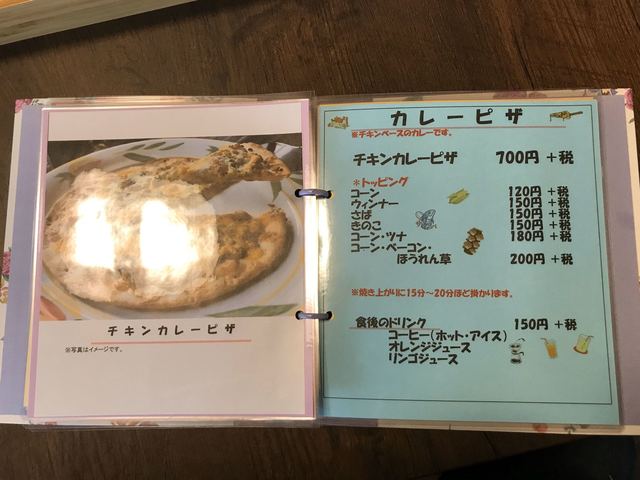 チキンカレーピザ
※写真はイメージです。
カレーピザ
※チキンベースのカレーです。
チキンカレーピザ 700円 +税
*トッピング
コーン 120円 +税
ウィンナー 150円 +税
さば 150円 +税
きのこ 150円 +税
コーン・ツナ 180円 +税
コーン・ベーコン・
ほうれん草 200円 +税
※焼き上がりに15分~20分ほど掛かります。
食後のドリンク 150円 +税
コーヒー(ホット・アイス)
オレンジジュース
リンゴジュース